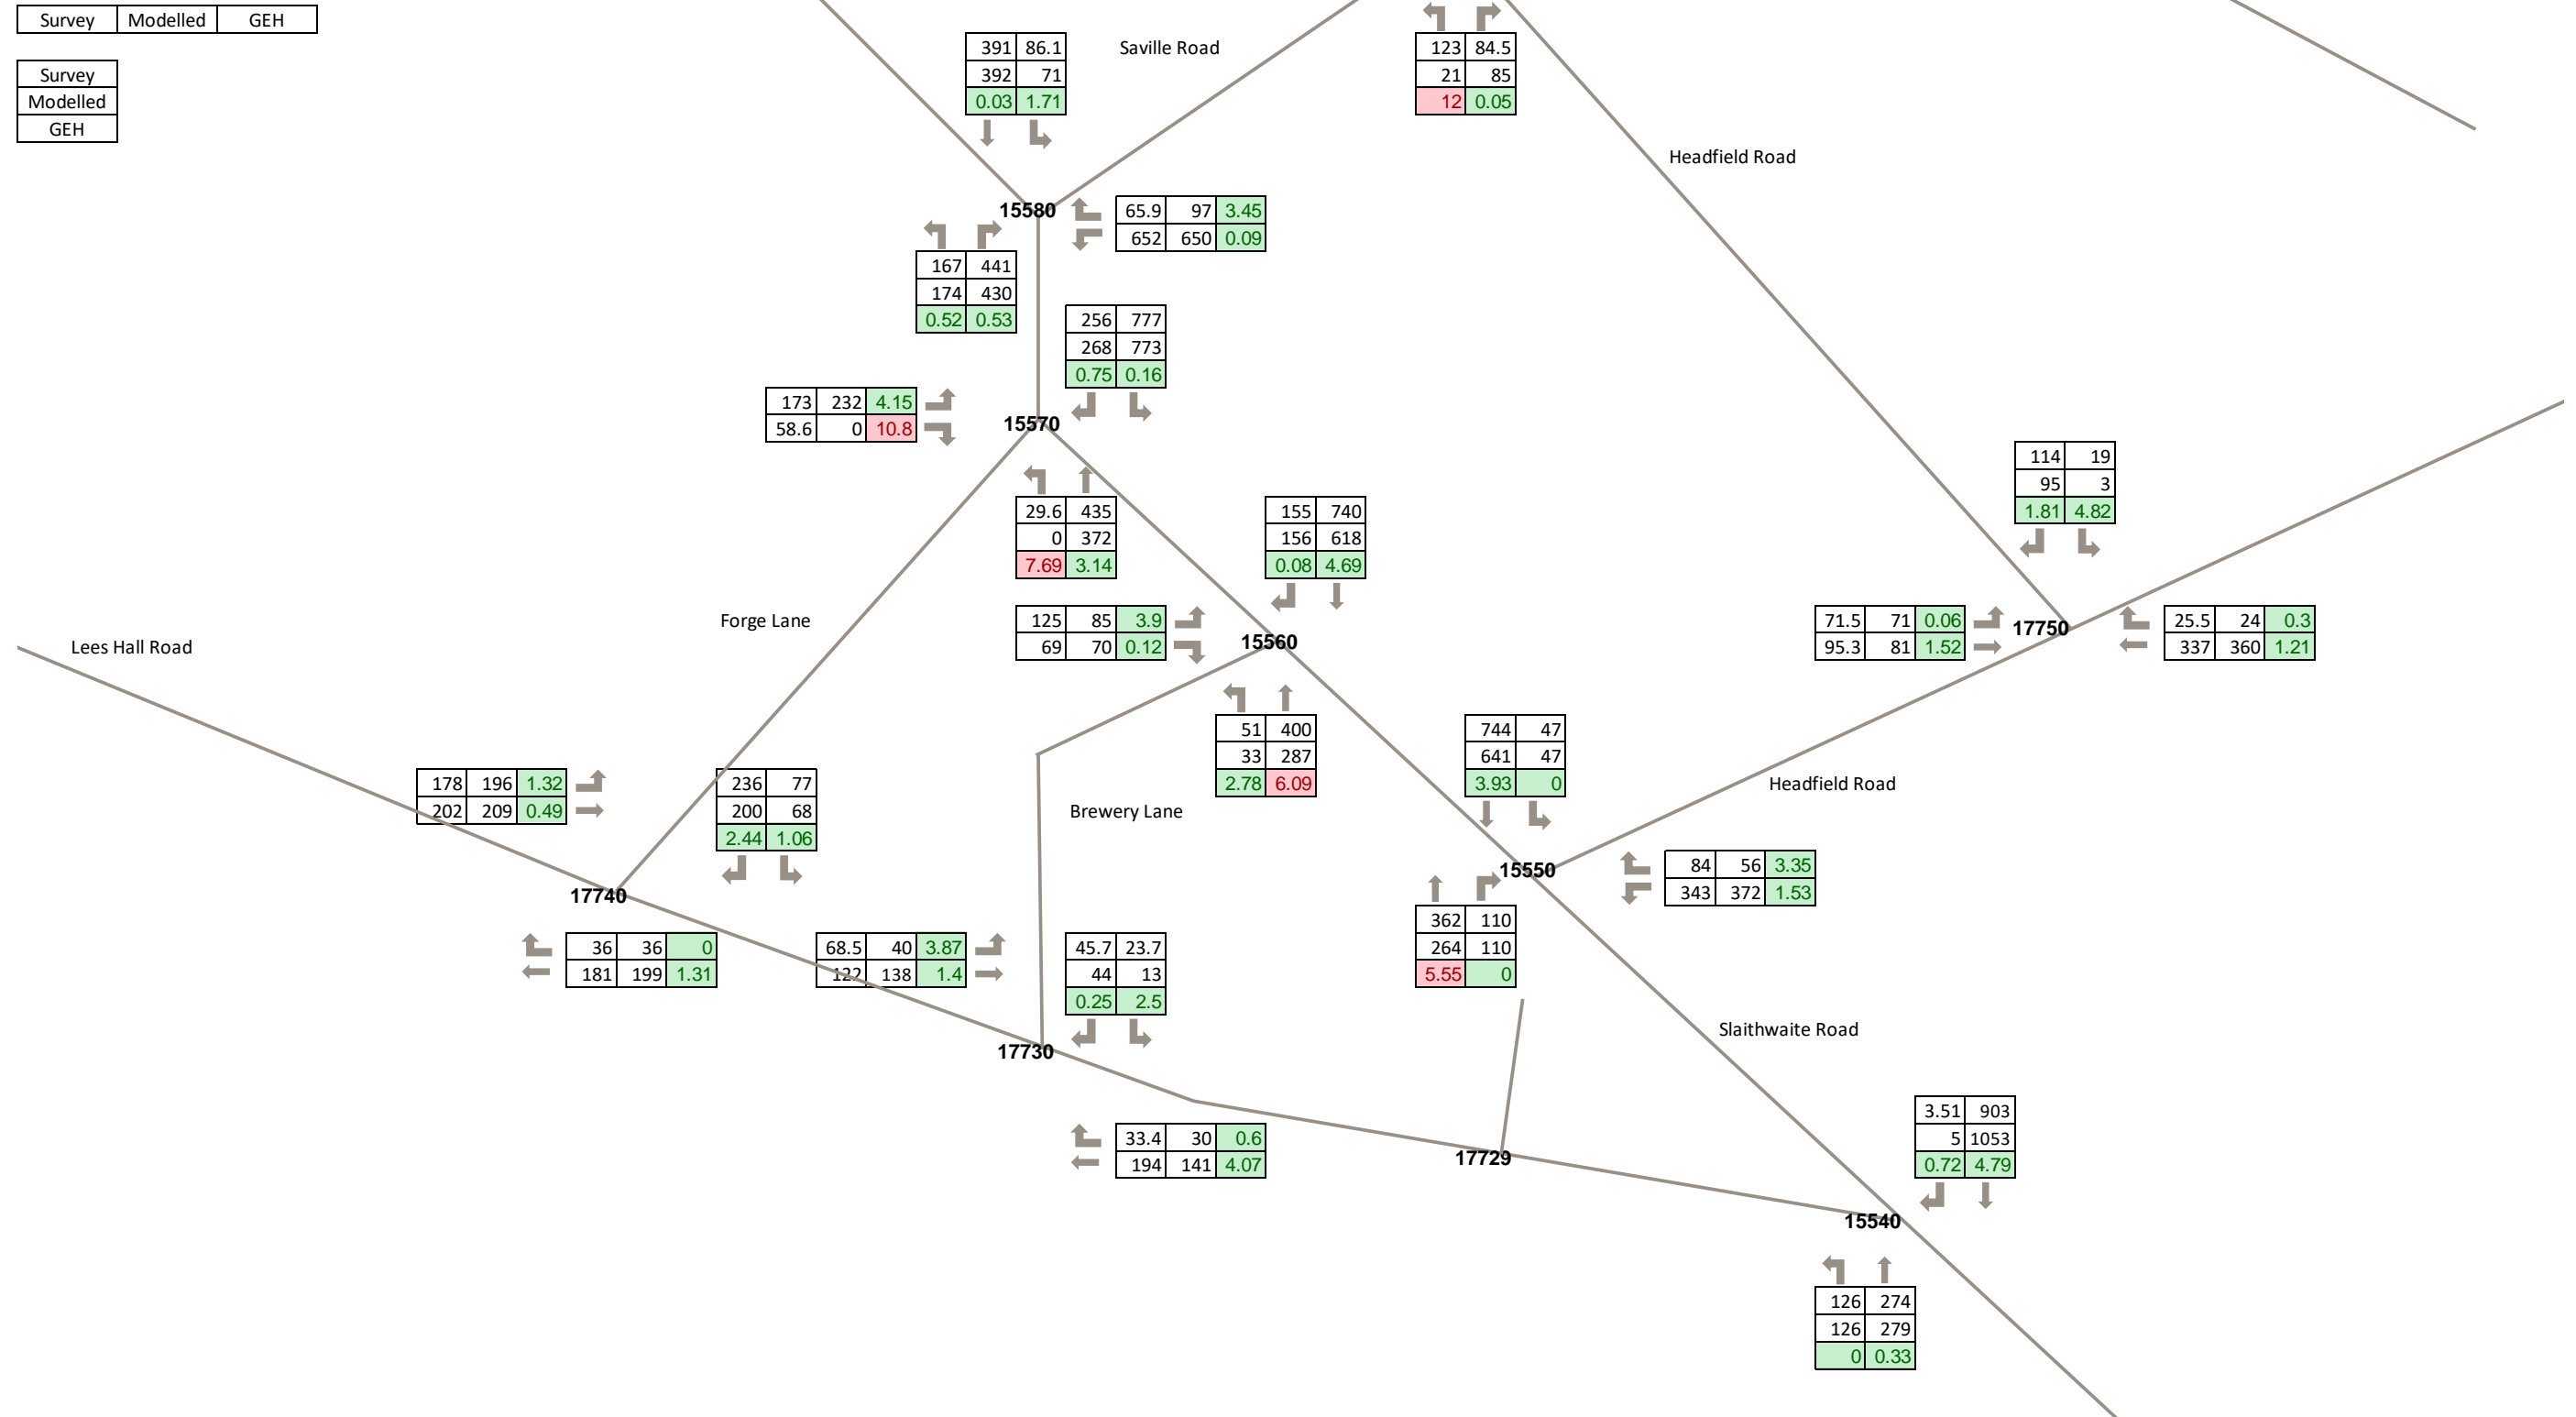 Survey Modelled GEH
Survey
Modelled
GEH
391 86.1
392 71
0.03 1.71
Saville Road
123 84.5
21 85
12 0.05
Headfield Road
15580
65.9 97 3.45
652 650 0.09
167 441
174 430
0.52 0.53
256 777
268 773
0.75 0.16
173 232 4.15
58.6 0 10.8
15570
29.6 435
0 372
7.69 3.14
155 740
156 618
0.08 4.69
114 19
95 3
1.81 4.82
Forge Lane
Lees Hall Road
125 85 3.9
69 70 0.12
15560
71.5 71 0.06
95.3 81 1.52
17750
25.5 24 0.3
337 360 1.21
51 400
33 287
2.78 6.09
744 47
641 47
3.93 0
Headfield Road
178 196 1.32
202 209 0.49
236 77
200 68
2.44 1.06
Brewery Lane
17740
15550
84 56 3.35
343 372 1.53
362 110
264 110
5.55 0
36 36 0
181 199 1.31
68.5 40 3.87
122 138 1.4
45.7 23.7
44 13
0.25 2.5
17730
Slaithwaite Road
33.4 30 0.6
194 141 4.07
17729
3.51 903
5 1053
0.72 4.79
15540
126 274
126 279
0 0.33